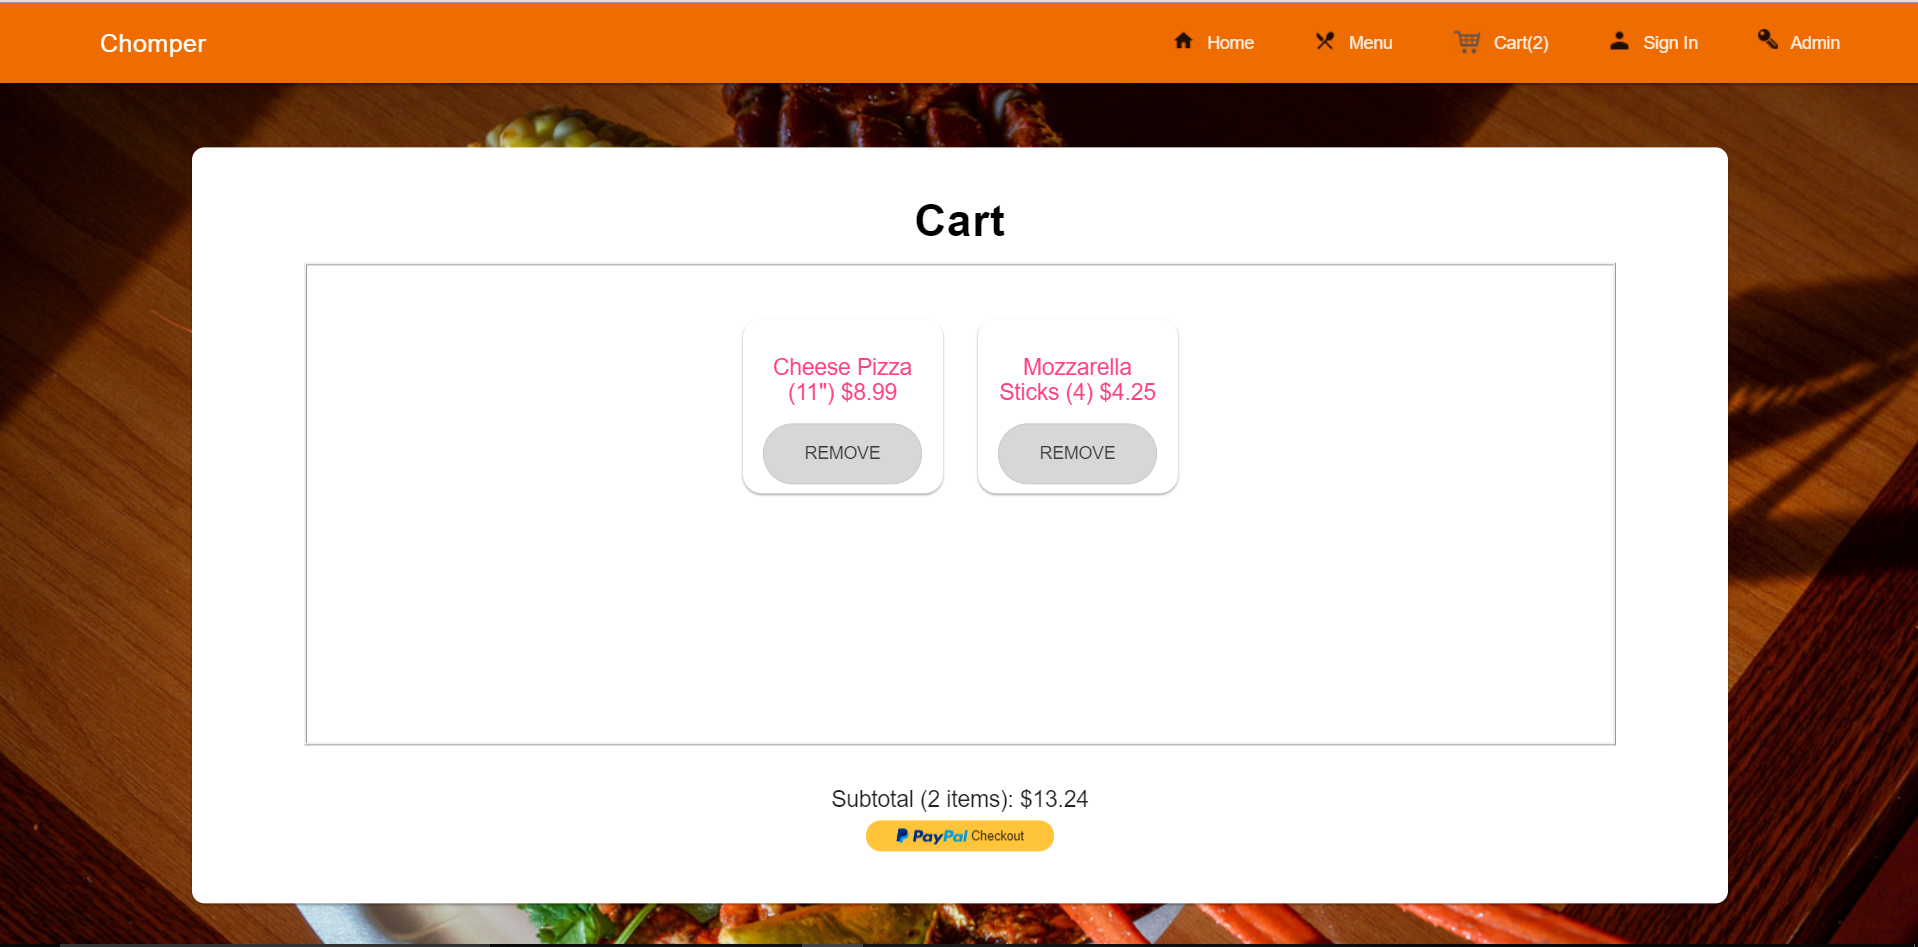 Chomper
Home
Menu
Cart(2)
Sign In
Admin
Cart
Cheese Pizza
(11") $8.99
REMOVE
Mozzarella
Sticks (4) $4.25
REMOVE
Subtotal (2 items): $13.24
PayPal Checkout